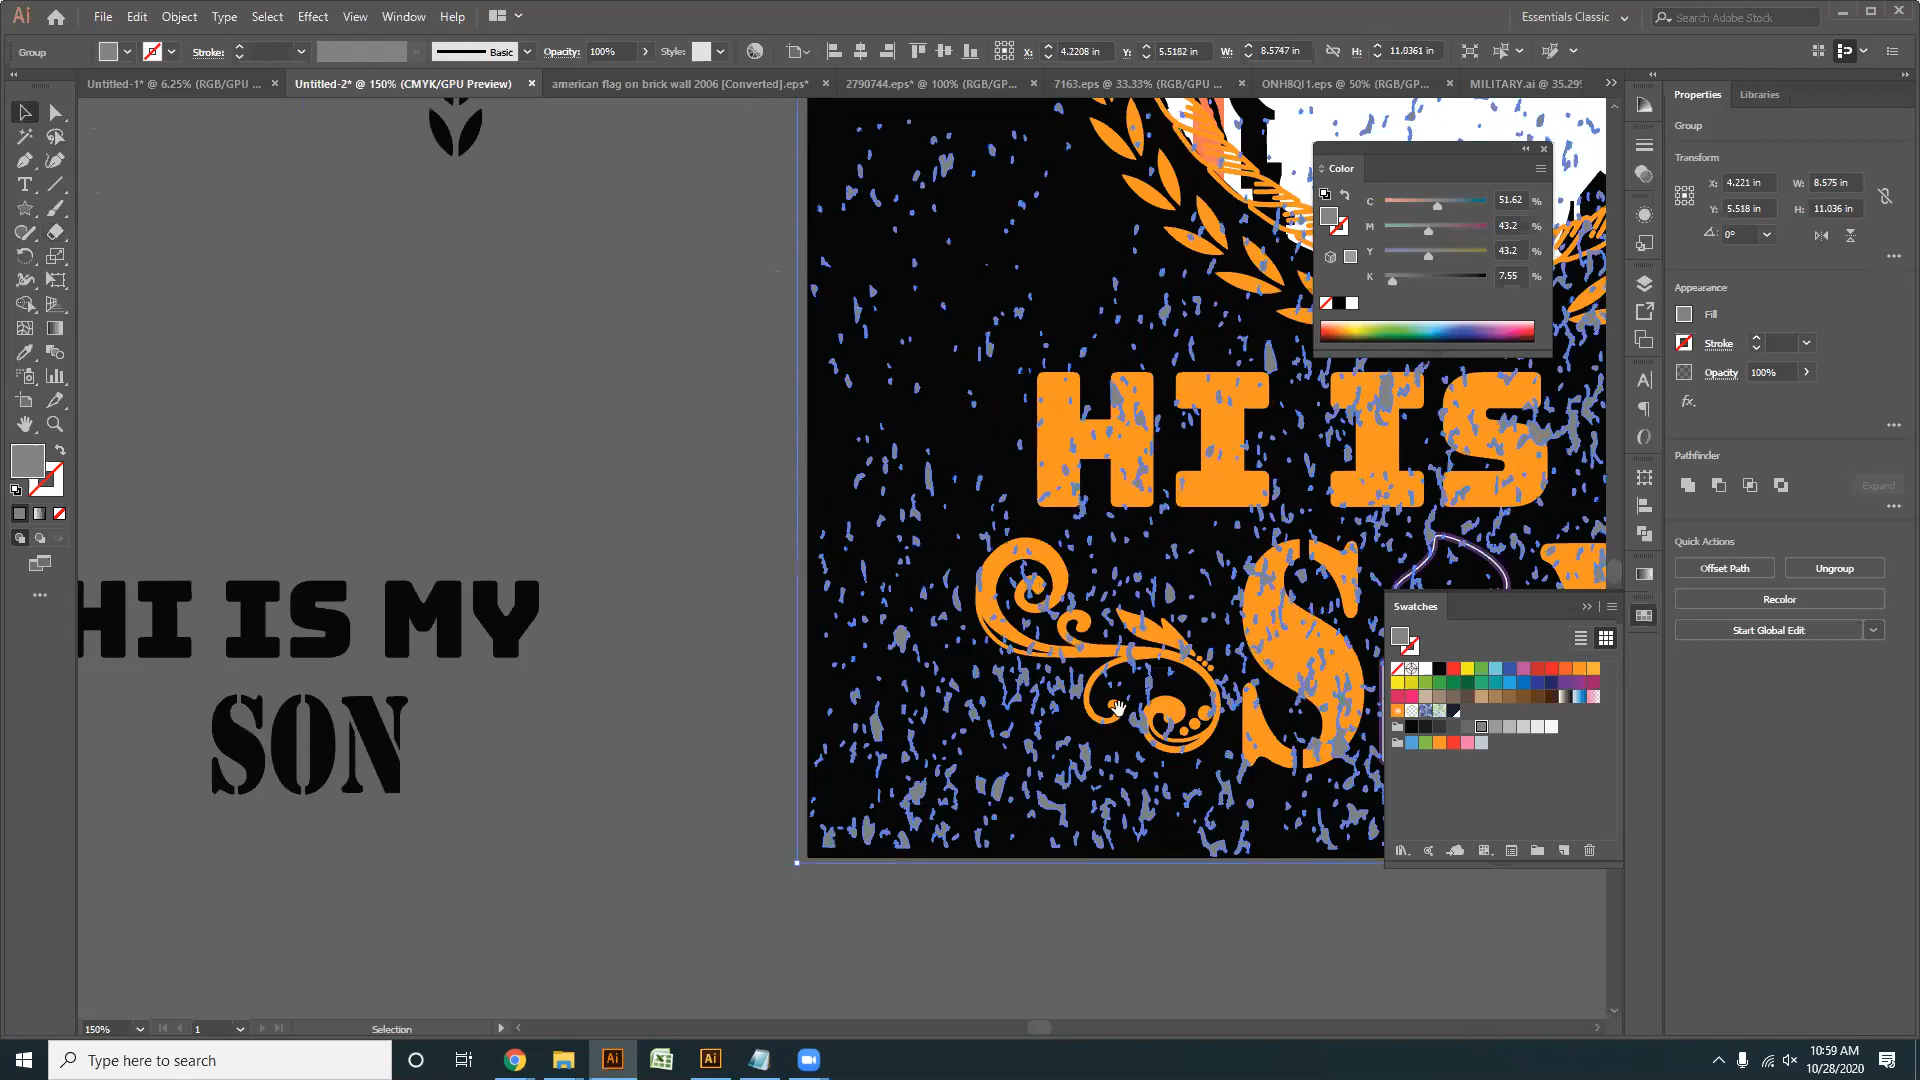 Ai File Edit Object Type Select Effect View Window Help Essentials Classic Search Adobe Stock
Group Stroke: Basic Opacity: 100% Style: X: 4.2208 in Y: 5.5182 in W: 8.5747 in H: 11.0361 in
Untitled-1* @ 6.25% (RGB/GPU ... × Untitled-2* @ 150% (CMYK/GPU Preview) × american flag on brick wall 2006 [Converted].eps* × 2790744.eps* @ 100% (RGB/GP... × 7163.eps @ 33.33% (RGB/GPU ... × ONH8QJ1.eps @ 50% (RGB/GP... × MILITARY.ai @ 35.29%
Properties Libraries
Group
Transform
X: 4.221 in W: 8.575 in
Y: 5.518 in H: 11.036 in
0°
Appearance
Fill
Stroke
Opacity 100%
fx
Pathfinder
Expand
Quick Actions
Offset Path Ungroup
Recolor
Start Global Edit
Color
C 51.62 %
M 43.2 %
Y 43.2 %
K 7.55 %
HI IS
S
HI IS MY
SON
Swatches
150% 1 Selection
Type here to search
10:59 AM
10/28/2020